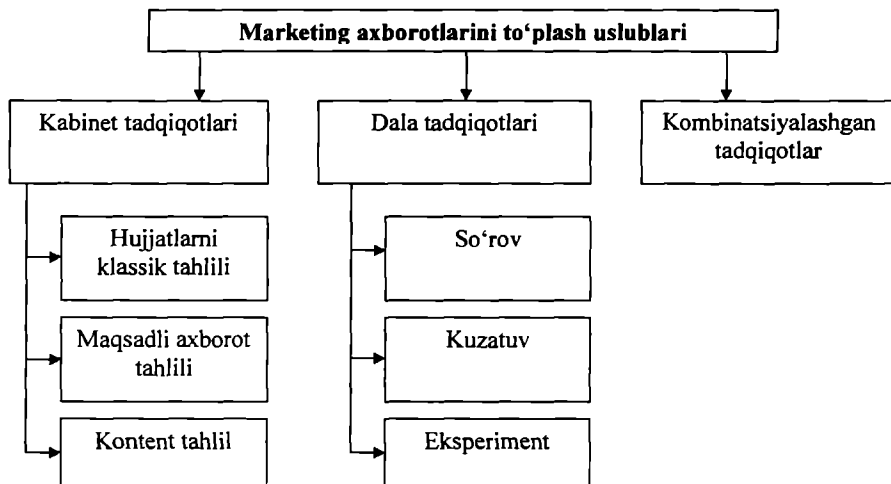 Marketing axborotlarini to‘plash uslublari
Kabinet tadqiqotlari
Dala tadqiqotlari
Kombinatsiyalashgan
tadqiqotlar
Hujjatlarni
klassik tahlili
Maqsadli axborot
tahlili
Kontent tahlil
So‘rov
Kuzatuv
Eksperiment